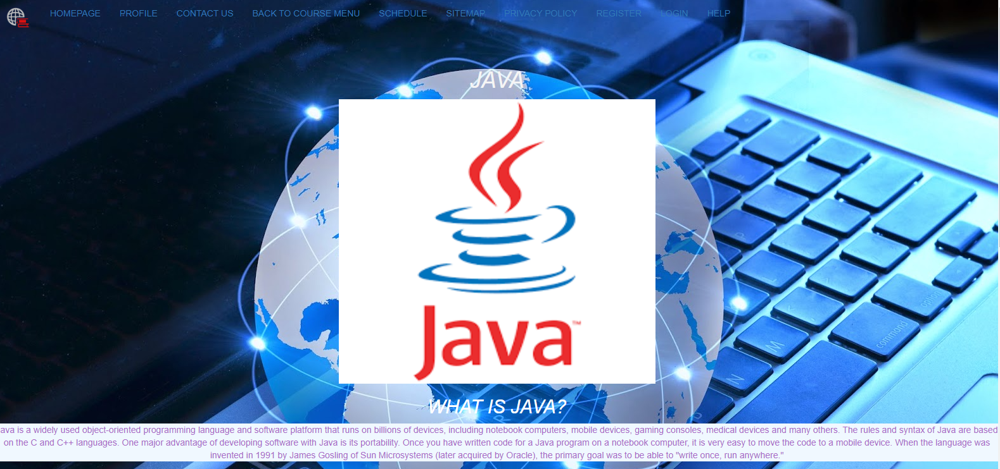 HOMEPAGE PROFILE CONTACT US BACK TO COURSE MENU SCHEDULE SITEMAP PRIVACY POLICY REGISTER LOGIN HELP
JAVA
Java™
WHAT IS JAVA?
ava is a widely used object-oriented programming language and software platform that runs on billions of devices, including notebook computers, mobile devices, gaming consoles, medical devices and many others. The rules and syntax of Java are based
on the C and C++ languages. One major advantage of developing software with Java is its portability. Once you have written code for a Java program on a notebook computer, it is very easy to move the code to a mobile device. When the language was
invented in 1991 by James Gosling of Sun Microsystems (later acquired by Oracle), the primary goal was to be able to "write once, run anywhere."
option
command
M
N